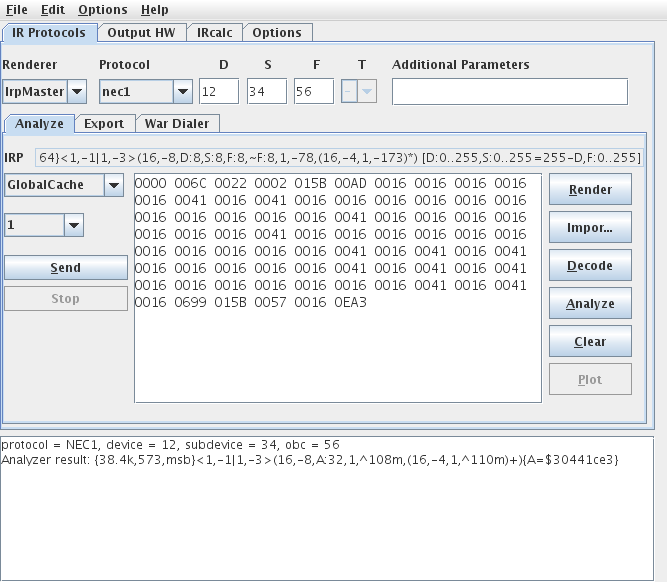 File Edit Options Help
IR Protocols Output HW IRcalc Options
Renderer Protocol D S F T Additional Parameters
IrpMaster nec1 12 34 56 -
Analyze Export War Dialer
IRP 64}<1,-1|1,-3>(16,-8,D:8,S:8,F:8,~F:8,1,-78,(16,-4,1,-173)*) [D:0..255,S:0..255=255-D,F:0..255]
GlobalCache
1
Send
Stop
0000 006C 0022 0002 015B 00AD 0016 0016 0016 0016
0016 0041 0016 0041 0016 0016 0016 0016 0016 0016
0016 0016 0016 0016 0016 0041 0016 0016 0016 0016
0016 0016 0016 0041 0016 0016 0016 0016 0016 0016
0016 0016 0016 0016 0016 0041 0016 0041 0016 0041
0016 0016 0016 0016 0016 0041 0016 0041 0016 0041
0016 0016 0016 0016 0016 0016 0016 0041 0016 0041
0016 0699 015B 0057 0016 0EA3
Render
Impor...
Decode
Analyze
Clear
Plot
protocol = NEC1, device = 12, subdevice = 34, obc = 56
Analyzer result: {38.4k,573,msb}<1,-1|1,-3>(16,-8,A:32,1,^108m,(16,-4,1,^110m)+){A=$30441ce3}